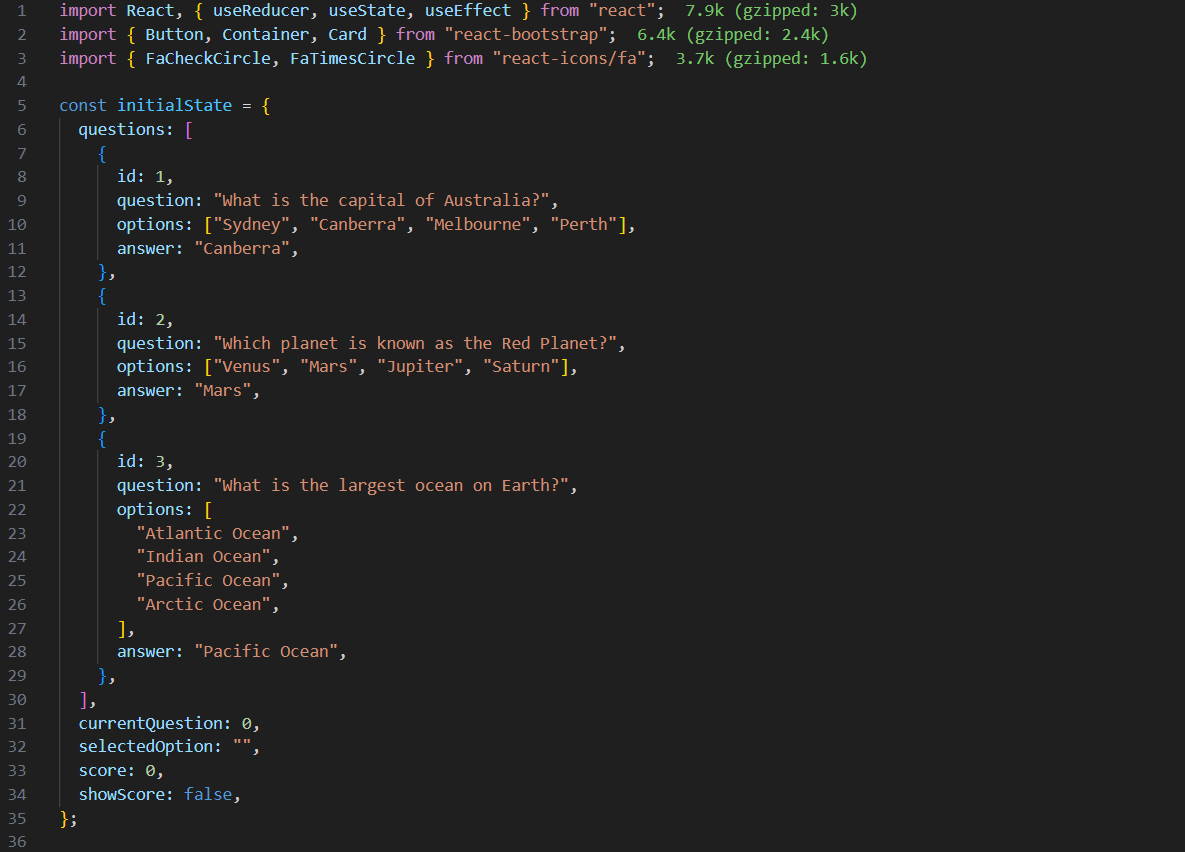 1 import React, { useReducer, useState, useEffect } from "react"; 7.9k (gzipped: 3k)
2 import { Button, Container, Card } from "react-bootstrap"; 6.4k (gzipped: 2.4k)
3 import { FaCheckCircle, FaTimesCircle } from "react-icons/fa"; 3.7k (gzipped: 1.6k)
4
5 const initialState = {
6   questions: [
7     {
8       id: 1,
9       question: "What is the capital of Australia?",
10       options: ["Sydney", "Canberra", "Melbourne", "Perth"],
11       answer: "Canberra",
12     },
13     {
14       id: 2,
15       question: "Which planet is known as the Red Planet?",
16       options: ["Venus", "Mars", "Jupiter", "Saturn"],
17       answer: "Mars",
18     },
19     {
20       id: 3,
21       question: "What is the largest ocean on Earth?",
22       options: [
23         "Atlantic Ocean",
24         "Indian Ocean",
25         "Pacific Ocean",
26         "Arctic Ocean",
27       ],
28       answer: "Pacific Ocean",
29     },
30   ],
31   currentQuestion: 0,
32   selectedOption: "",
33   score: 0,
34   showScore: false,
35 };
36